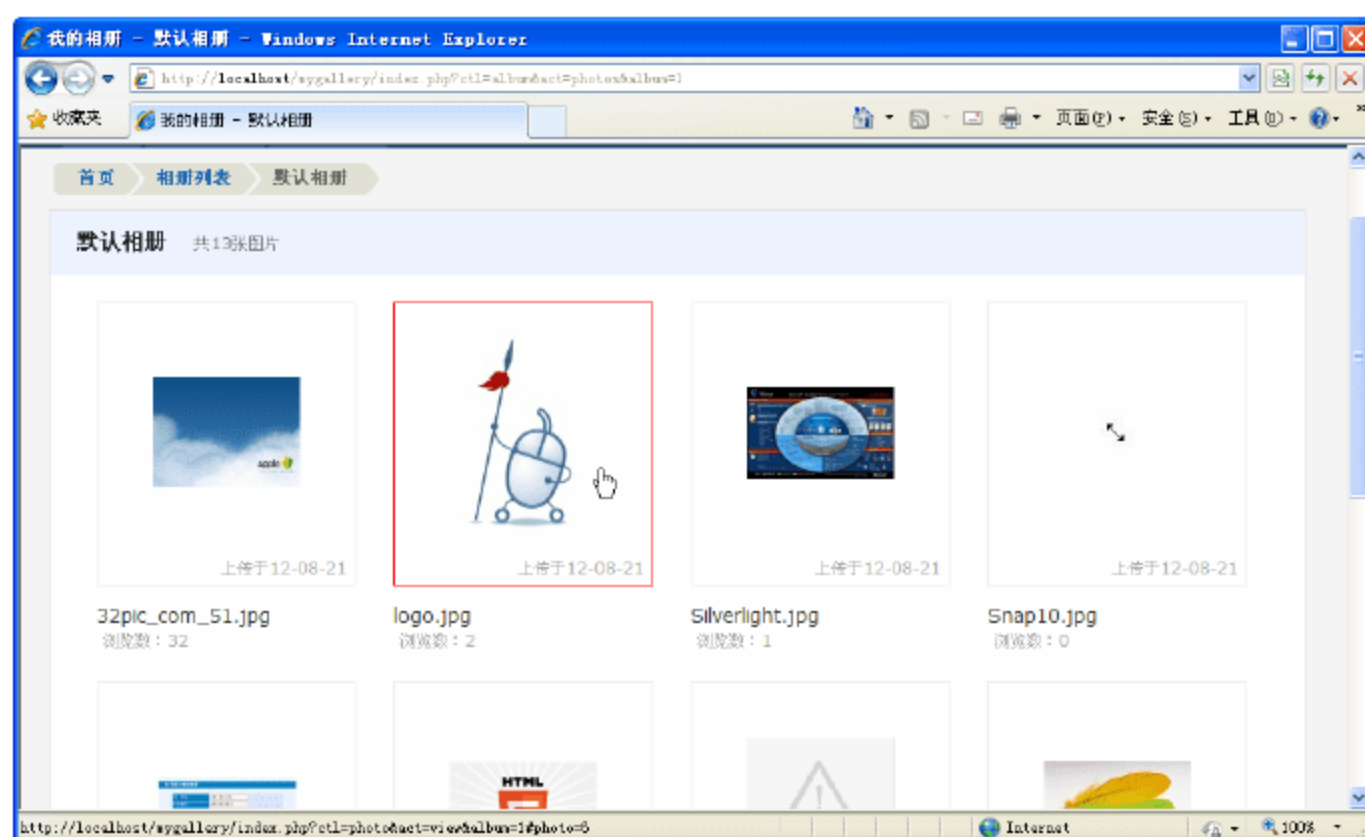 我的相册 - 默认相册 - Windows Internet Explorer
http://localhost/mygallery/index.php?ctl=album&act=photos&album=1
收藏夹 我的相册 - 默认相册 页面(P) 安全(S) 工具(O)
首页 相册列表 默认相册
默认相册 共13张图片
apple
上传于12-08-21 上传于12-08-21 上传于12-08-21 上传于12-08-21
32pic_com_51.jpg logo.jpg Silverlight.jpg Snap10.jpg
浏览数：32 浏览数：2 浏览数：1 浏览数：0
HTML
http://localhost/mygallery/index.php?ctl=photo&act=view&album=1#photo=6 Internet 100%